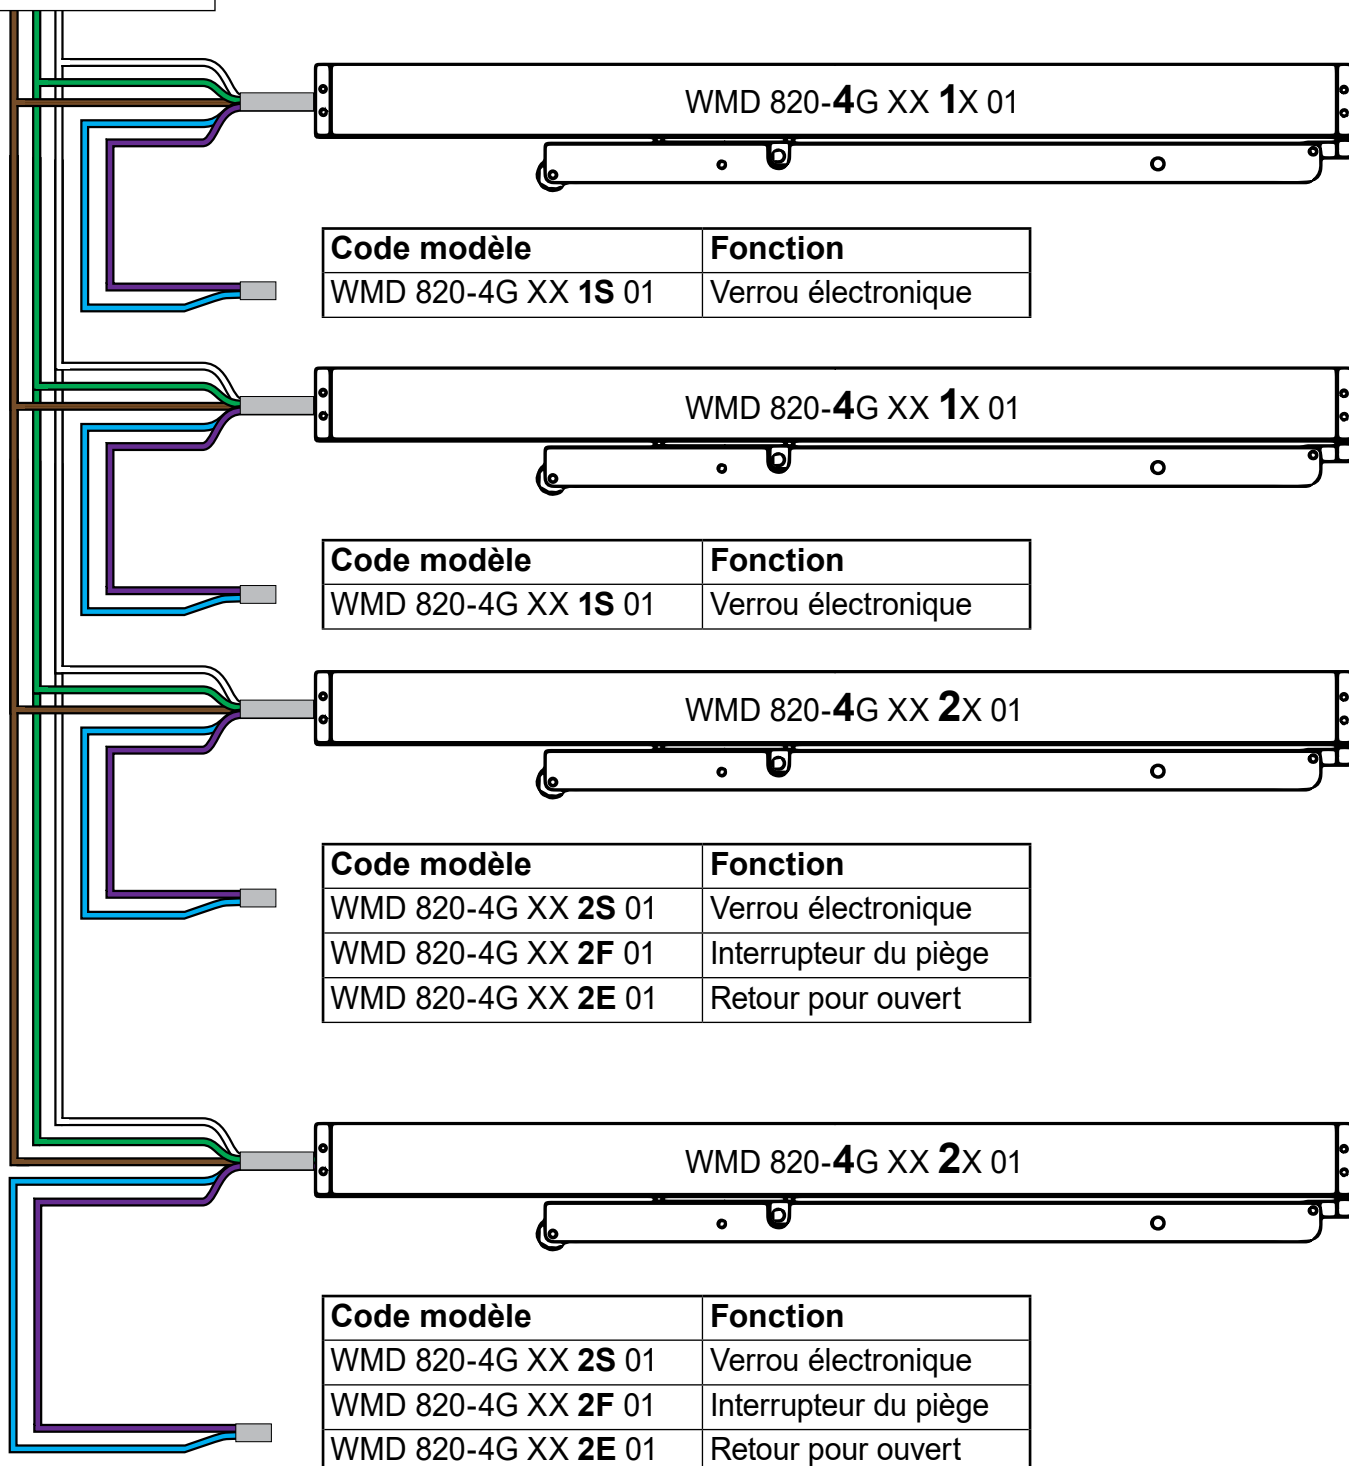 WMD 820-4G XX 1X 01
Code modèle Fonction
WMD 820-4G XX 1S 01 Verrou électronique
WMD 820-4G XX 1X 01
Code modèle Fonction
WMD 820-4G XX 1S 01 Verrou électronique
WMD 820-4G XX 2X 01
Code modèle Fonction
WMD 820-4G XX 2S 01 Verrou électronique
WMD 820-4G XX 2F 01 Interrupteur du piège
WMD 820-4G XX 2E 01 Retour pour ouvert
WMD 820-4G XX 2X 01
Code modèle Fonction
WMD 820-4G XX 2S 01 Verrou électronique
WMD 820-4G XX 2F 01 Interrupteur du piège
WMD 820-4G XX 2E 01 Retour pour ouvert